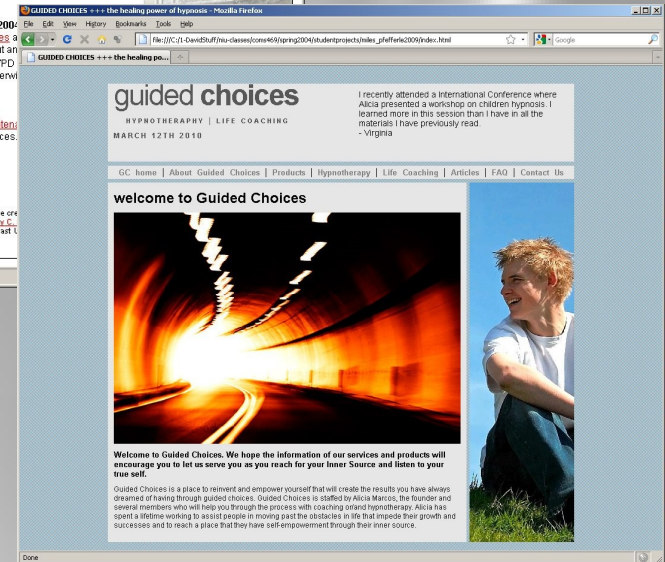 GUIDED CHOICES +++ the healing power of hypnosis - Mozilla Firefox
File Edit View History Bookmarks Tools Help
file:///C:/1-DavidStuff/niu-classes/coms469/spring2004/studentprojects/miles_pfefferle2009/index.html
Google
GUIDED CHOICES +++ the healing po...
guided choices
HYPNOTHERAPHY | LIFE COACHING
MARCH 12TH 2010
I recently attended a International Conference where
Alicia presented a workshop on children hypnosis. I
learned more in this session than I have in all the
materials I have previously read.
- Virginia
GC home | About Guided Choices | Products | Hypnotherapy | Life Coaching | Articles | FAQ | Contact Us
welcome to Guided Choices
Welcome to Guided Choices. We hope the information of our services and products will
encourage you to let us serve you as you reach for your Inner Source and listen to your
true self.
Guided Choices is a place to reinvent and empower yourself that will create the results you have always
dreamed of having through guided choices. Guided Choices is staffed by Alicia Marcos, the founder and
several members who will help you through the process with coaching or/and hypnotherapy. Alicia has
spent a lifetime working to assist people in moving past the obstacles in life that impede their growth and
successes and to reach a place that they have self-empowerment through their inner source.
Done